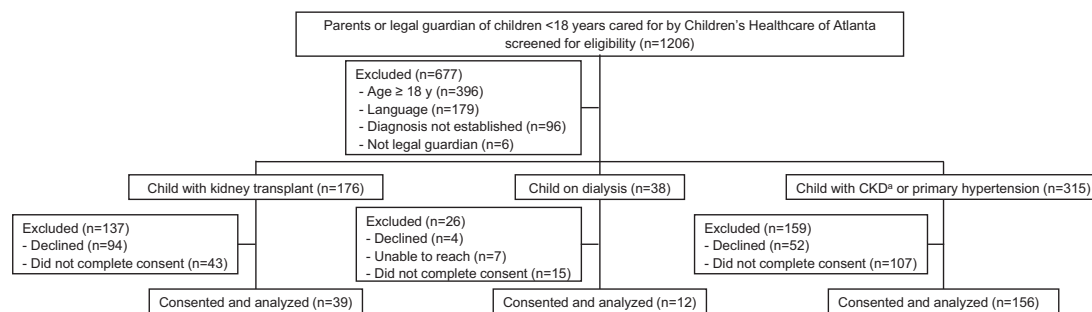 Parents or legal guardian of children <18 years cared for by Children's Healthcare of Atlanta
screened for eligibility (n=1206)
Excluded (n=677)
- Age ≥ 18 y (n=396)
- Language (n=179)
- Diagnosis not established (n=96)
- Not legal guardian (n=6)
Child with kidney transplant (n=176)
Child on dialysis (n=38)
Child with CKDᵃ or primary hypertension (n=315)
Excluded (n=137)
- Declined (n=94)
- Did not complete consent (n=43)
Excluded (n=26)
- Declined (n=4)
- Unable to reach (n=7)
- Did not complete consent (n=15)
Excluded (n=159)
- Declined (n=52)
- Did not complete consent (n=107)
Consented and analyzed (n=39)
Consented and analyzed (n=12)
Consented and analyzed (n=156)